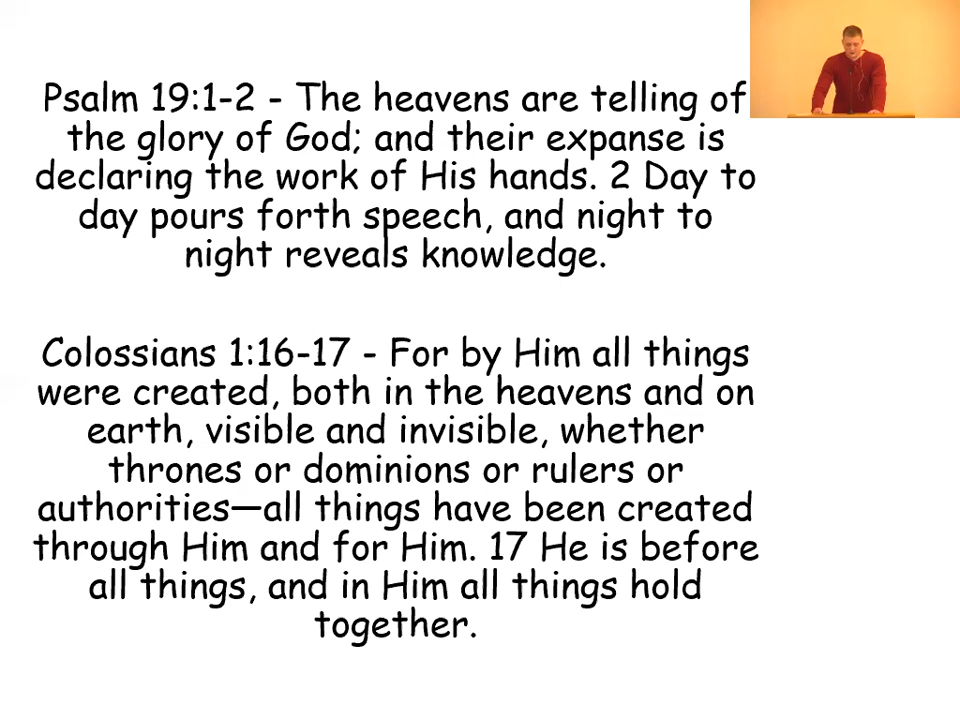 Psalm 19:1-2 - The heavens are telling of
the glory of God; and their expanse is
declaring the work of His hands. 2 Day to
day pours forth speech, and night to
night reveals knowledge.
Colossians 1:16-17 - For by Him all things
were created, both in the heavens and on
earth, visible and invisible, whether
thrones or dominions or rulers or
authorities—all things have been created
through Him and for Him. 17 He is before
all things, and in Him all things hold
together.